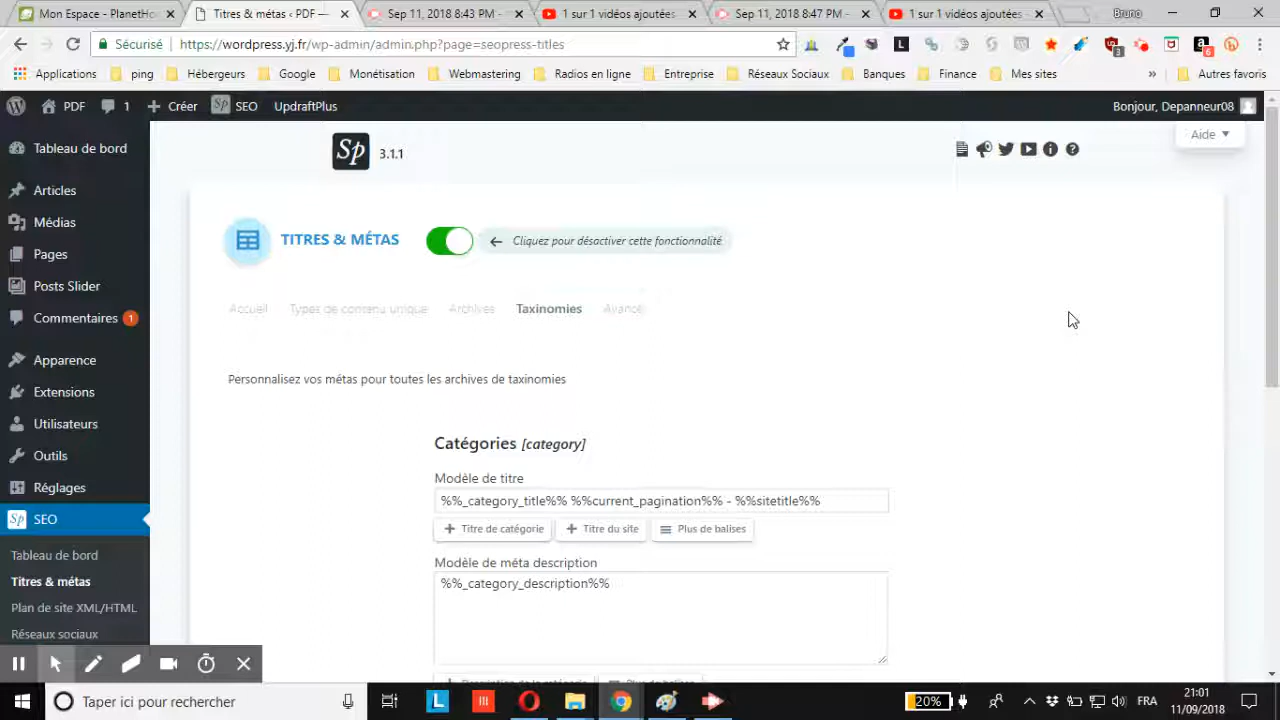 Mon Espace – PlanetHo
Titres & métas ‹ PDF —
Sep 11, 2018 8:43 PM -
1 sur 1 vidéos ajoutées
Sep 11, 2018 8:47 PM -
1 sur 1 vidéos ajoutées
Bruno
Sécurisé
https://wordpress.yj.fr/wp-admin/admin.php?page=seopress-titles
Applications
ping
Hébergeurs
Google
Monétisation
Webmastering
Radios en ligne
Entreprise
Réseaux Sociaux
Banques
Finance
Mes sites
»
Autres favoris
PDF
1
Créer
SEO
UpdraftPlus
Bonjour, Depanneur08
Tableau de bord
Articles
Médias
Pages
Posts Slider
Commentaires 1
Apparence
Extensions
Utilisateurs
Outils
Réglages
SEO
Tableau de bord
Titres & métas
Plan de site XML/HTML
Réseaux sociaux
Sp
3.1.1
Aide
TITRES & MÉTAS
Cliquez pour désactiver cette fonctionnalité
Accueil
Types de contenu unique
Archives
Taxinomies
Avancé
Personnalisez vos métas pour toutes les archives de taxinomies
Catégories [category]
Modèle de titre
%%_category_title%% %%current_pagination%% - %%sitetitle%%
Titre de catégorie
Titre du site
Plus de balises
Modèle de méta description
%%_category_description%%
Description de la catégorie
Plus de balises
Taper ici pour rechercher
20%
FRA
21:01
11/09/2018